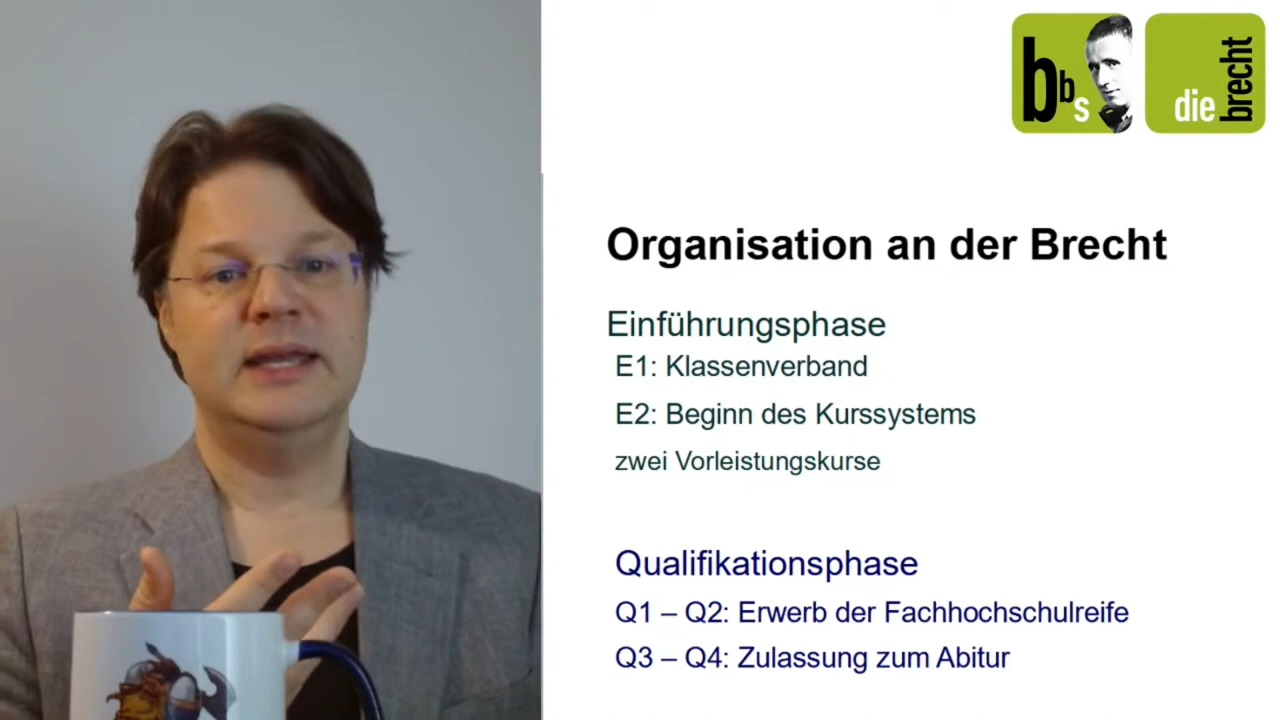 bbs
die brecht
Organisation an der Brecht
Einführungsphase
E1: Klassenverband
E2: Beginn des Kurssystems
zwei Vorleistungskurse
Qualifikationsphase
Q1 – Q2: Erwerb der Fachhochschulreife
Q3 – Q4: Zulassung zum Abitur